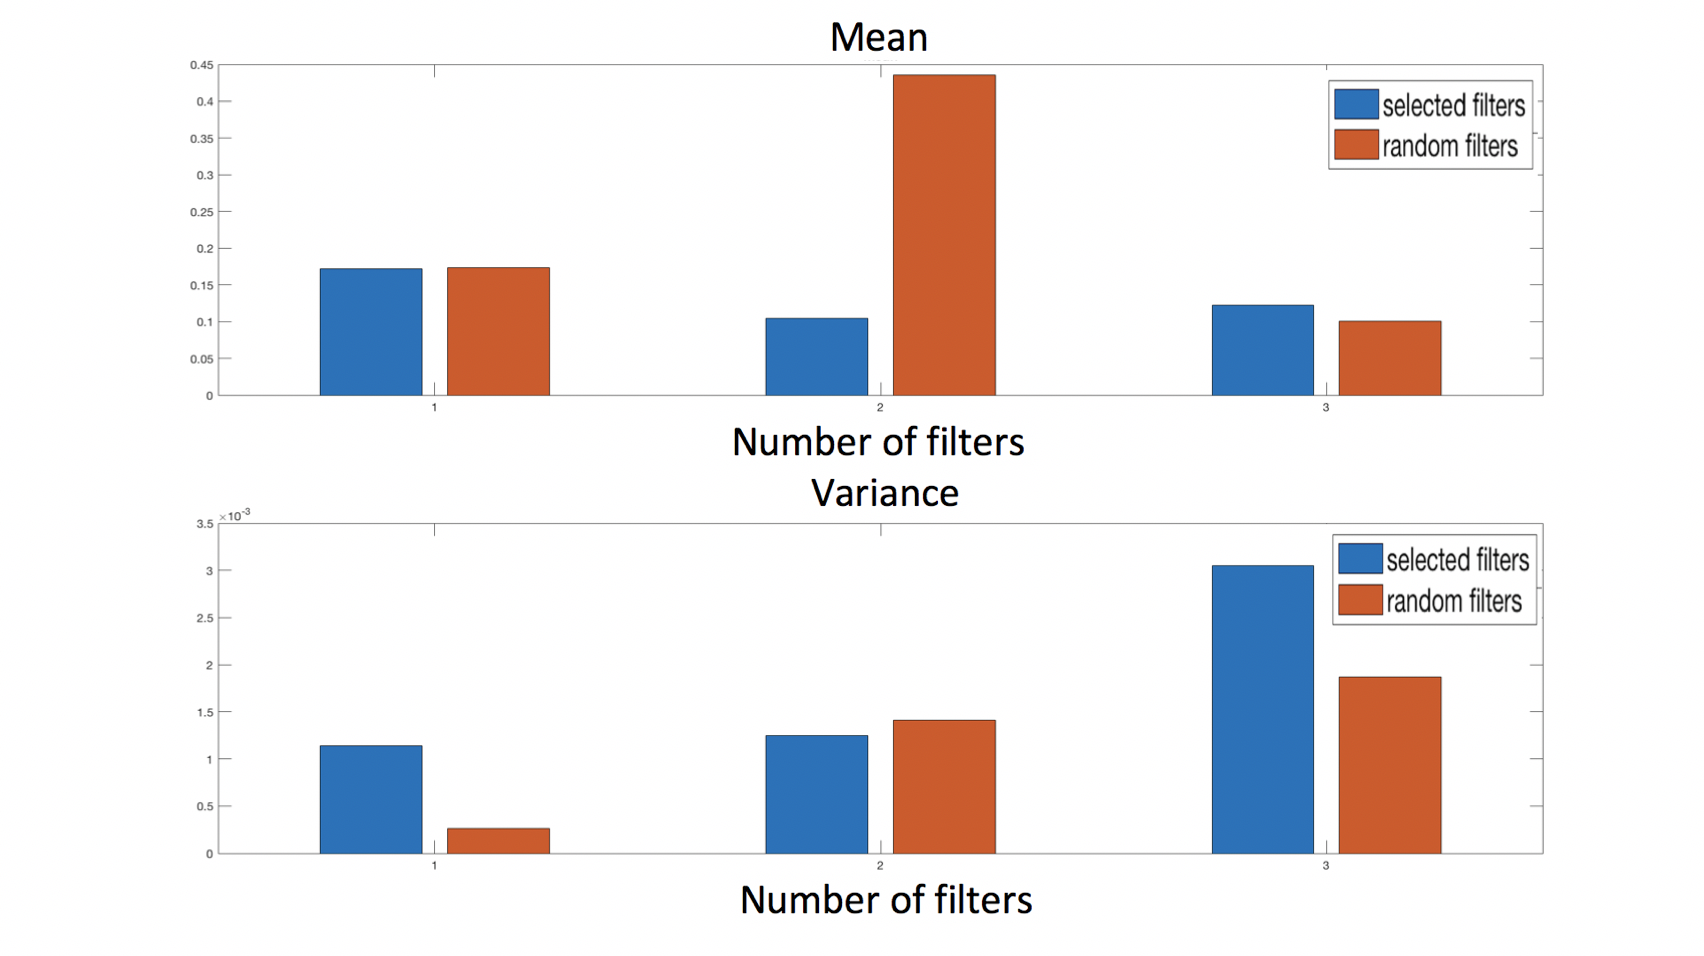 Mean
0.45
0.4
0.35
0.3
0.25
0.2
0.15
0.1
0.05
0
selected filters
random filters
1 2 3
Number of filters
Variance
×10-3
3.5
3
2.5
2
1.5
1
0.5
0
selected filters
random filters
1 2 3
Number of filters